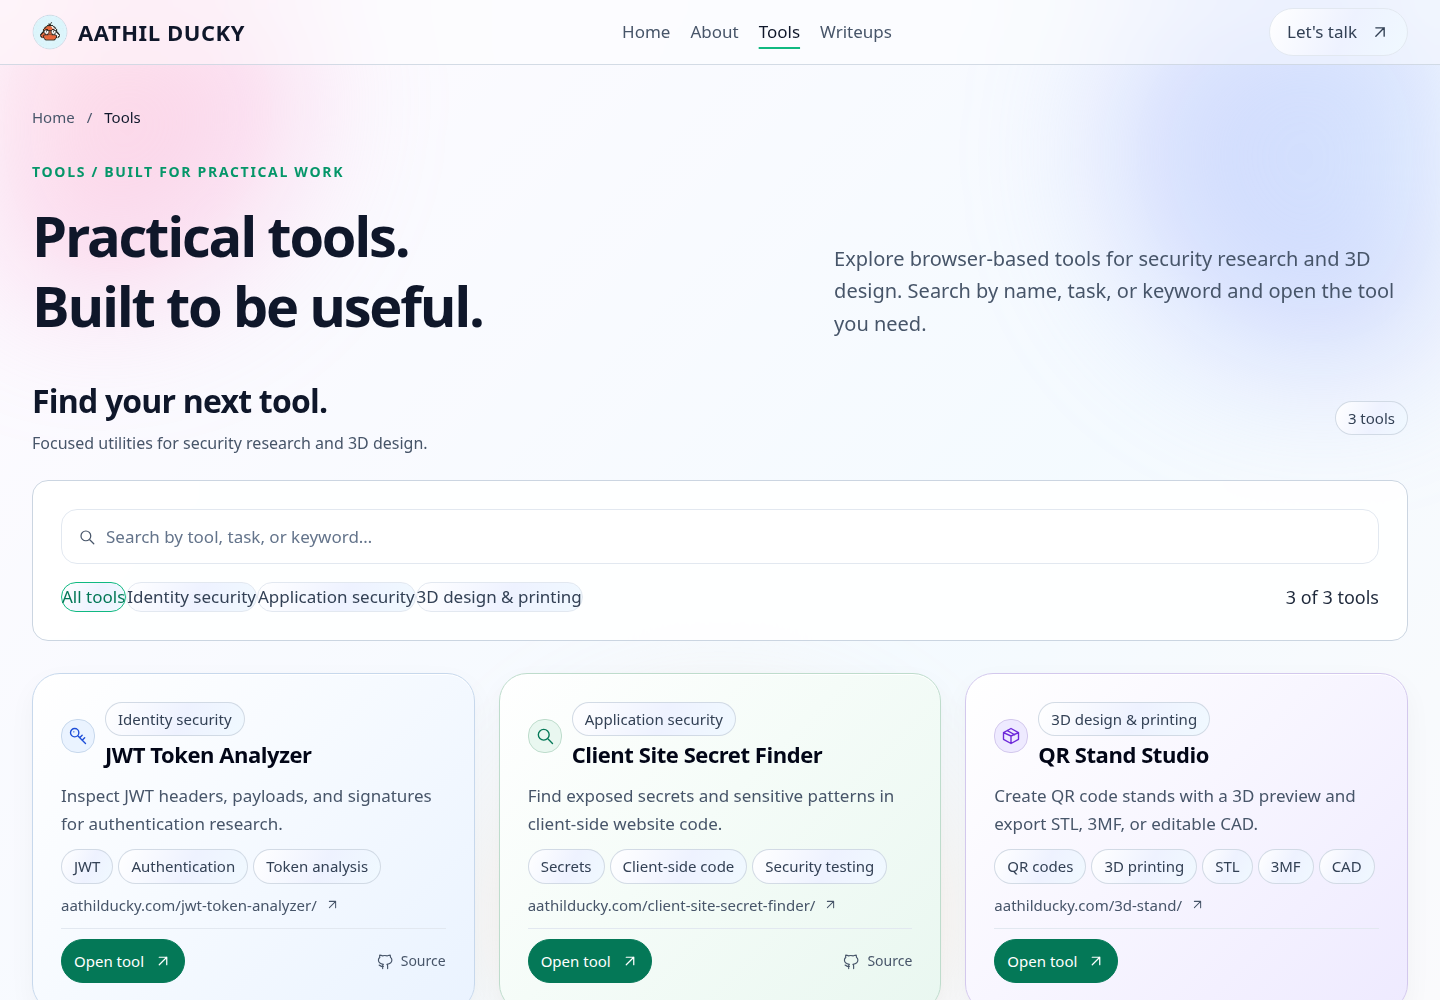 AATHIL DUCKY
Home About Tools Writeups
Let's talk
Home / Tools
TOOLS / BUILT FOR PRACTICAL WORK
Practical tools.
Built to be useful.
Explore browser-based tools for security research and 3D
design. Search by name, task, or keyword and open the tool
you need.
Find your next tool.
Focused utilities for security research and 3D design.
3 tools
Search by tool, task, or keyword...
All tools Identity security Application security 3D design & printing
3 of 3 tools
Identity security
JWT Token Analyzer
Inspect JWT headers, payloads, and signatures
for authentication research.
JWT Authentication Token analysis
aathilducky.com/jwt-token-analyzer/
Open tool
Source
Application security
Client Site Secret Finder
Find exposed secrets and sensitive patterns in
client-side website code.
Secrets Client-side code Security testing
aathilducky.com/client-site-secret-finder/
Open tool
Source
3D design & printing
QR Stand Studio
Create QR code stands with a 3D preview and
export STL, 3MF, or editable CAD.
QR codes 3D printing STL 3MF CAD
aathilducky.com/3d-stand/
Open tool